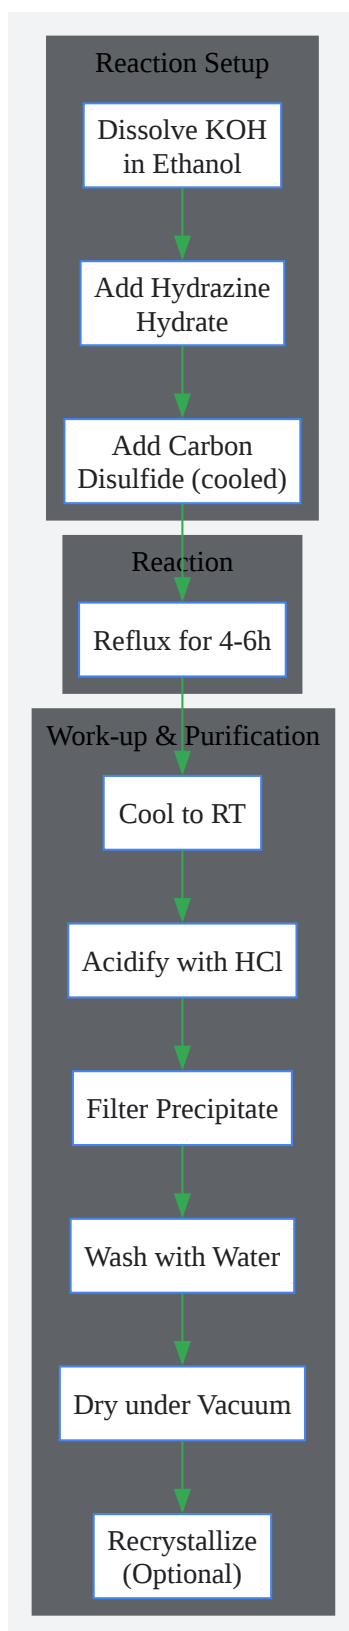 Reaction Setup
Dissolve KOH
in Ethanol
Add Hydrazine
Hydrate
Add Carbon
Disulfide (cooled)
Reaction
Reflux for 4-6h
Work-up & Purification
Cool to RT
Acidify with HCl
Filter Precipitate
Wash with Water
Dry under Vacuum
Recrystallize
(Optional)